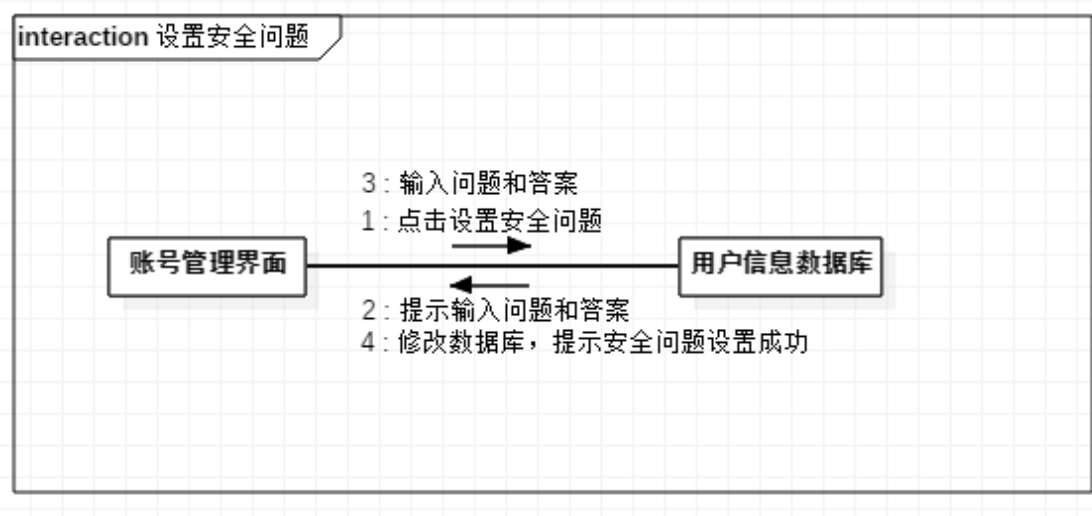 interaction 设置安全问题
3 : 输入问题和答案
1 : 点击设置安全问题
账号管理界面
用户信息数据库
2 : 提示输入问题和答案
4 : 修改数据库，提示安全问题设置成功